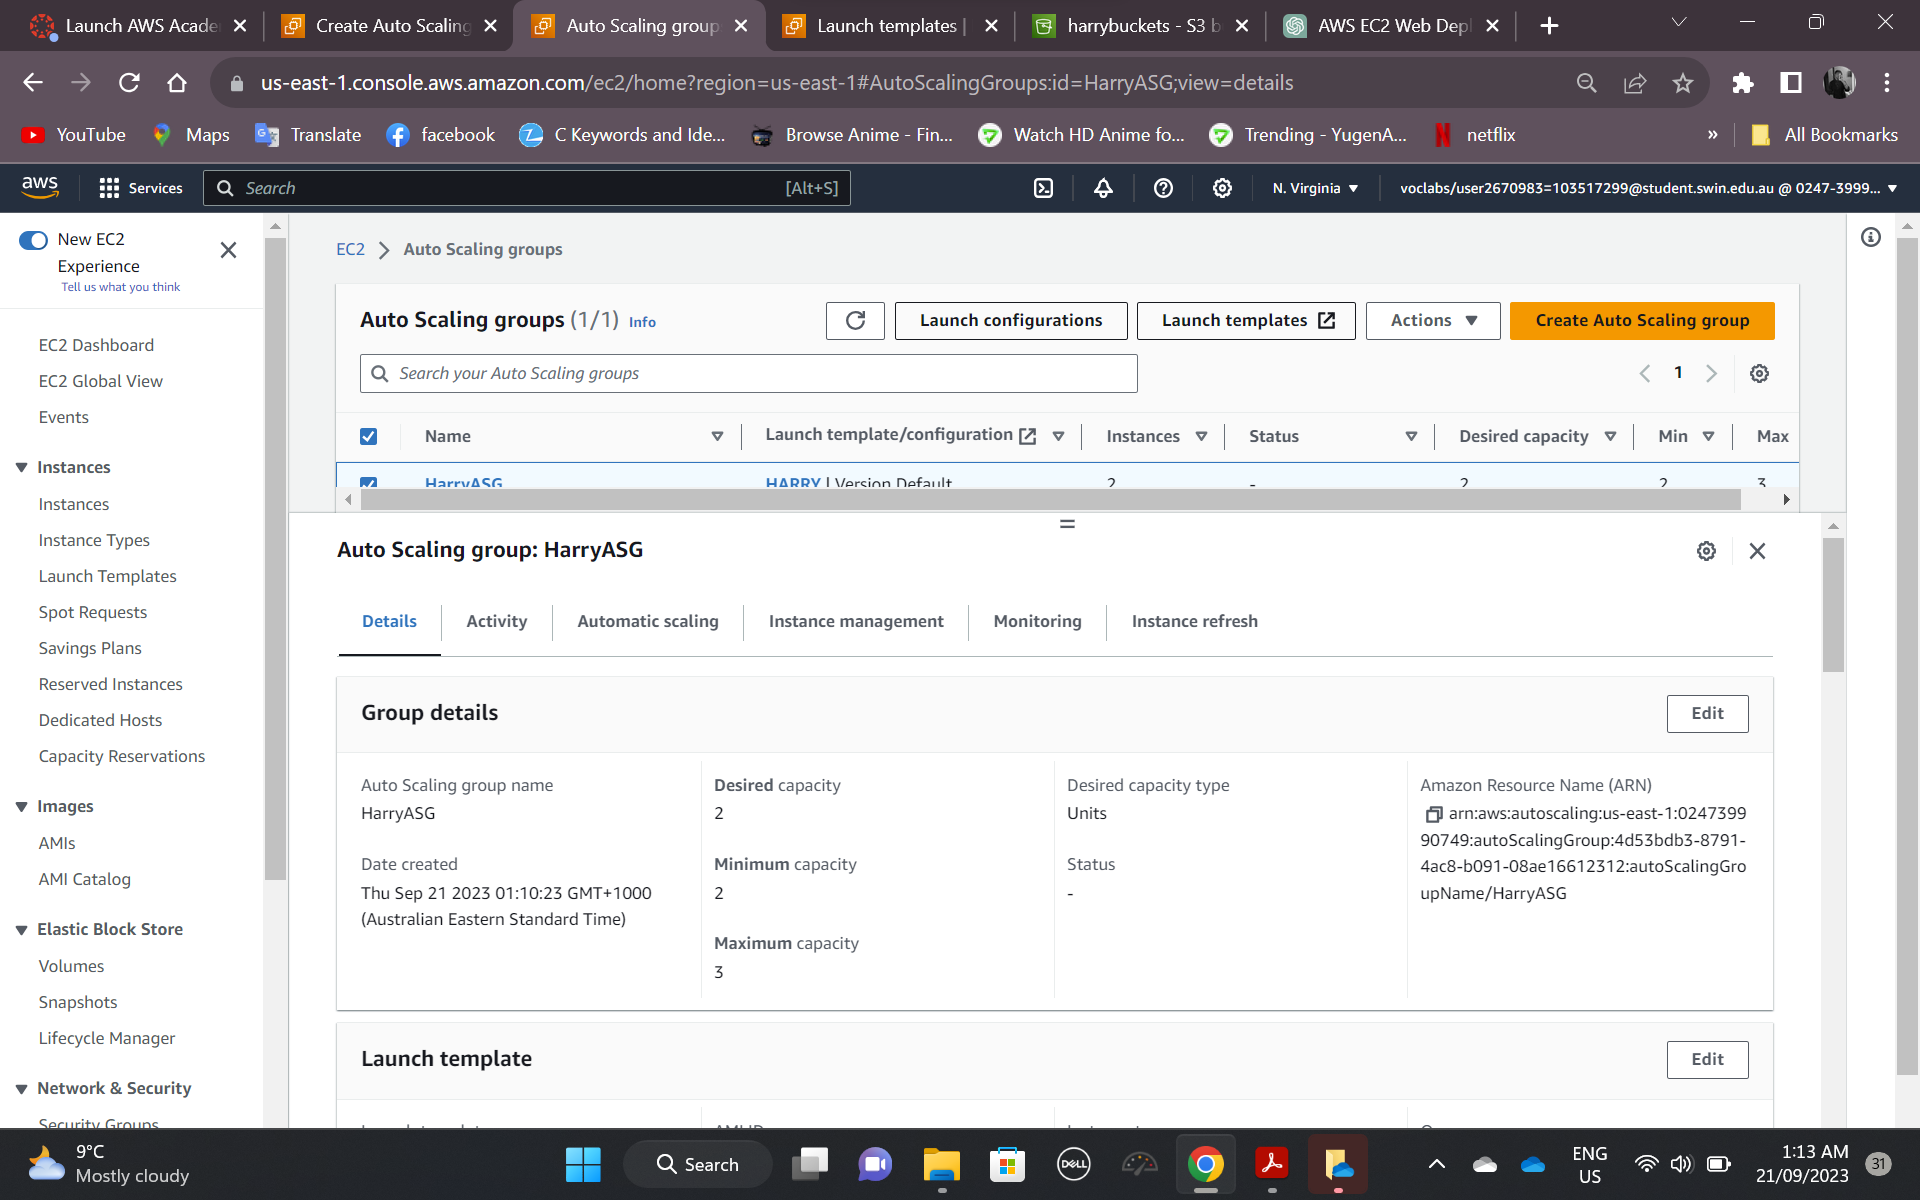 Launch AWS Acade
Create Auto Scaling
Auto Scaling group
Launch templates |
harrybuckets - S3 b
AWS EC2 Web Depl
us-east-1.console.aws.amazon.com/ec2/home?region=us-east-1#AutoScalingGroups:id=HarryASG;view=details
YouTube
Maps
Translate
facebook
C Keywords and Ide...
Browse Anime - Fin...
Watch HD Anime fo...
Trending - YugenA...
netflix
»
All Bookmarks
aws
Services
Search
[Alt+S]
N. Virginia
voclabs/user2670983=103517299@student.swin.edu.au @ 0247-3999...
New EC2
Experience
Tell us what you think
EC2 Dashboard
EC2 Global View
Events
Instances
Instances
Instance Types
Launch Templates
Spot Requests
Savings Plans
Reserved Instances
Dedicated Hosts
Capacity Reservations
Images
AMIs
AMI Catalog
Elastic Block Store
Volumes
Snapshots
Lifecycle Manager
Network & Security
Security Groups
EC2 > Auto Scaling groups
Auto Scaling groups (1/1) Info
Launch configurations
Launch templates
Actions
Create Auto Scaling group
Search your Auto Scaling groups
1
Name
Launch template/configuration
Instances
Status
Desired capacity
Min
Max
HarryASG
HARRY | Version Default
2
-
2
2
3
Auto Scaling group: HarryASG
Details
Activity
Automatic scaling
Instance management
Monitoring
Instance refresh
Group details
Edit
Auto Scaling group name
HarryASG
Date created
Thu Sep 21 2023 01:10:23 GMT+1000
(Australian Eastern Standard Time)
Desired capacity
2
Minimum capacity
2
Maximum capacity
3
Desired capacity type
Units
Status
-
Amazon Resource Name (ARN)
arn:aws:autoscaling:us-east-1:0247399
90749:autoScalingGroup:4d53bdb3-8791-
4ac8-b091-08ae16612312:autoScalingGro
upName/HarryASG
Launch template
Edit
9°C
Mostly cloudy
Search
DELL
ENG
US
1:13 AM
21/09/2023
31